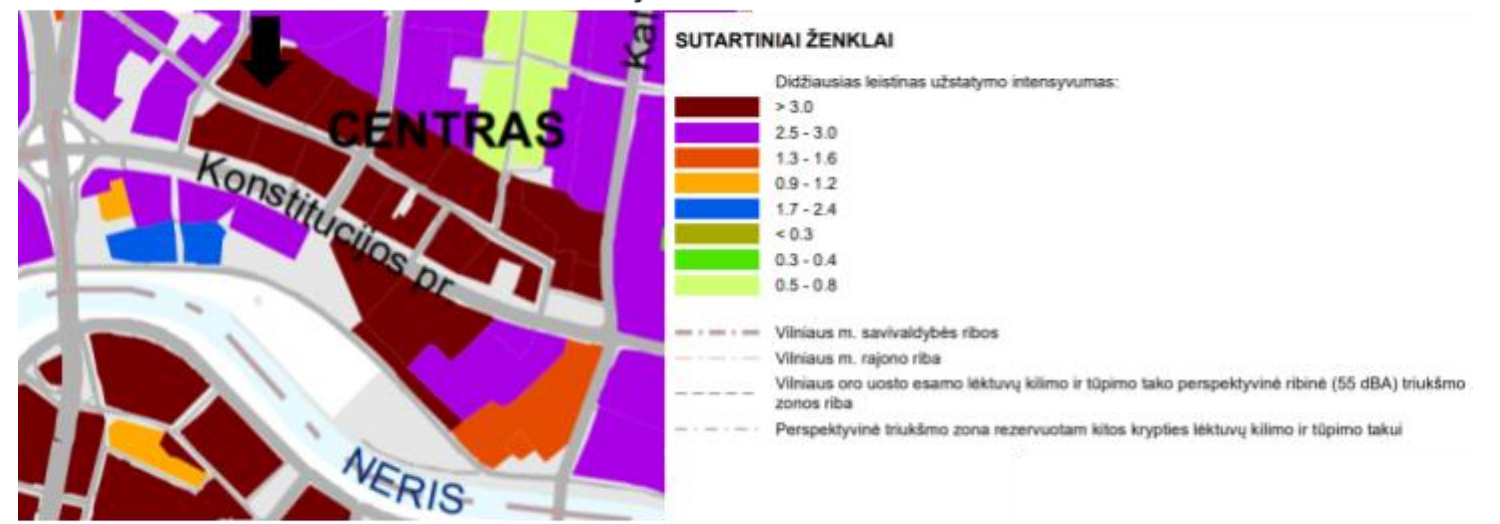 CENTRAS
Konstitucijos pr.
NERIS
SUTARTINIAI ŽENKLAI
Didžiausias leistinas užstatymo intensyvumas:
> 3.0
2.5 - 3.0
1.3 - 1.6
0.9 - 1.2
1.7 - 2.4
< 0.3
0.3 - 0.4
0.5 - 0.8
Vilniaus m. savivaldybės ribos
Vilniaus m. rajono riba
Vilniaus oro uosto esamo lėktuvų kilimo ir tūpimo tako perspektyvinė ribinė (55 dBA) triukšmo
zonos riba
Perspektyvinė triukšmo zona rezervuotam kitos krypties lėktuvų kilimo ir tūpimo takui